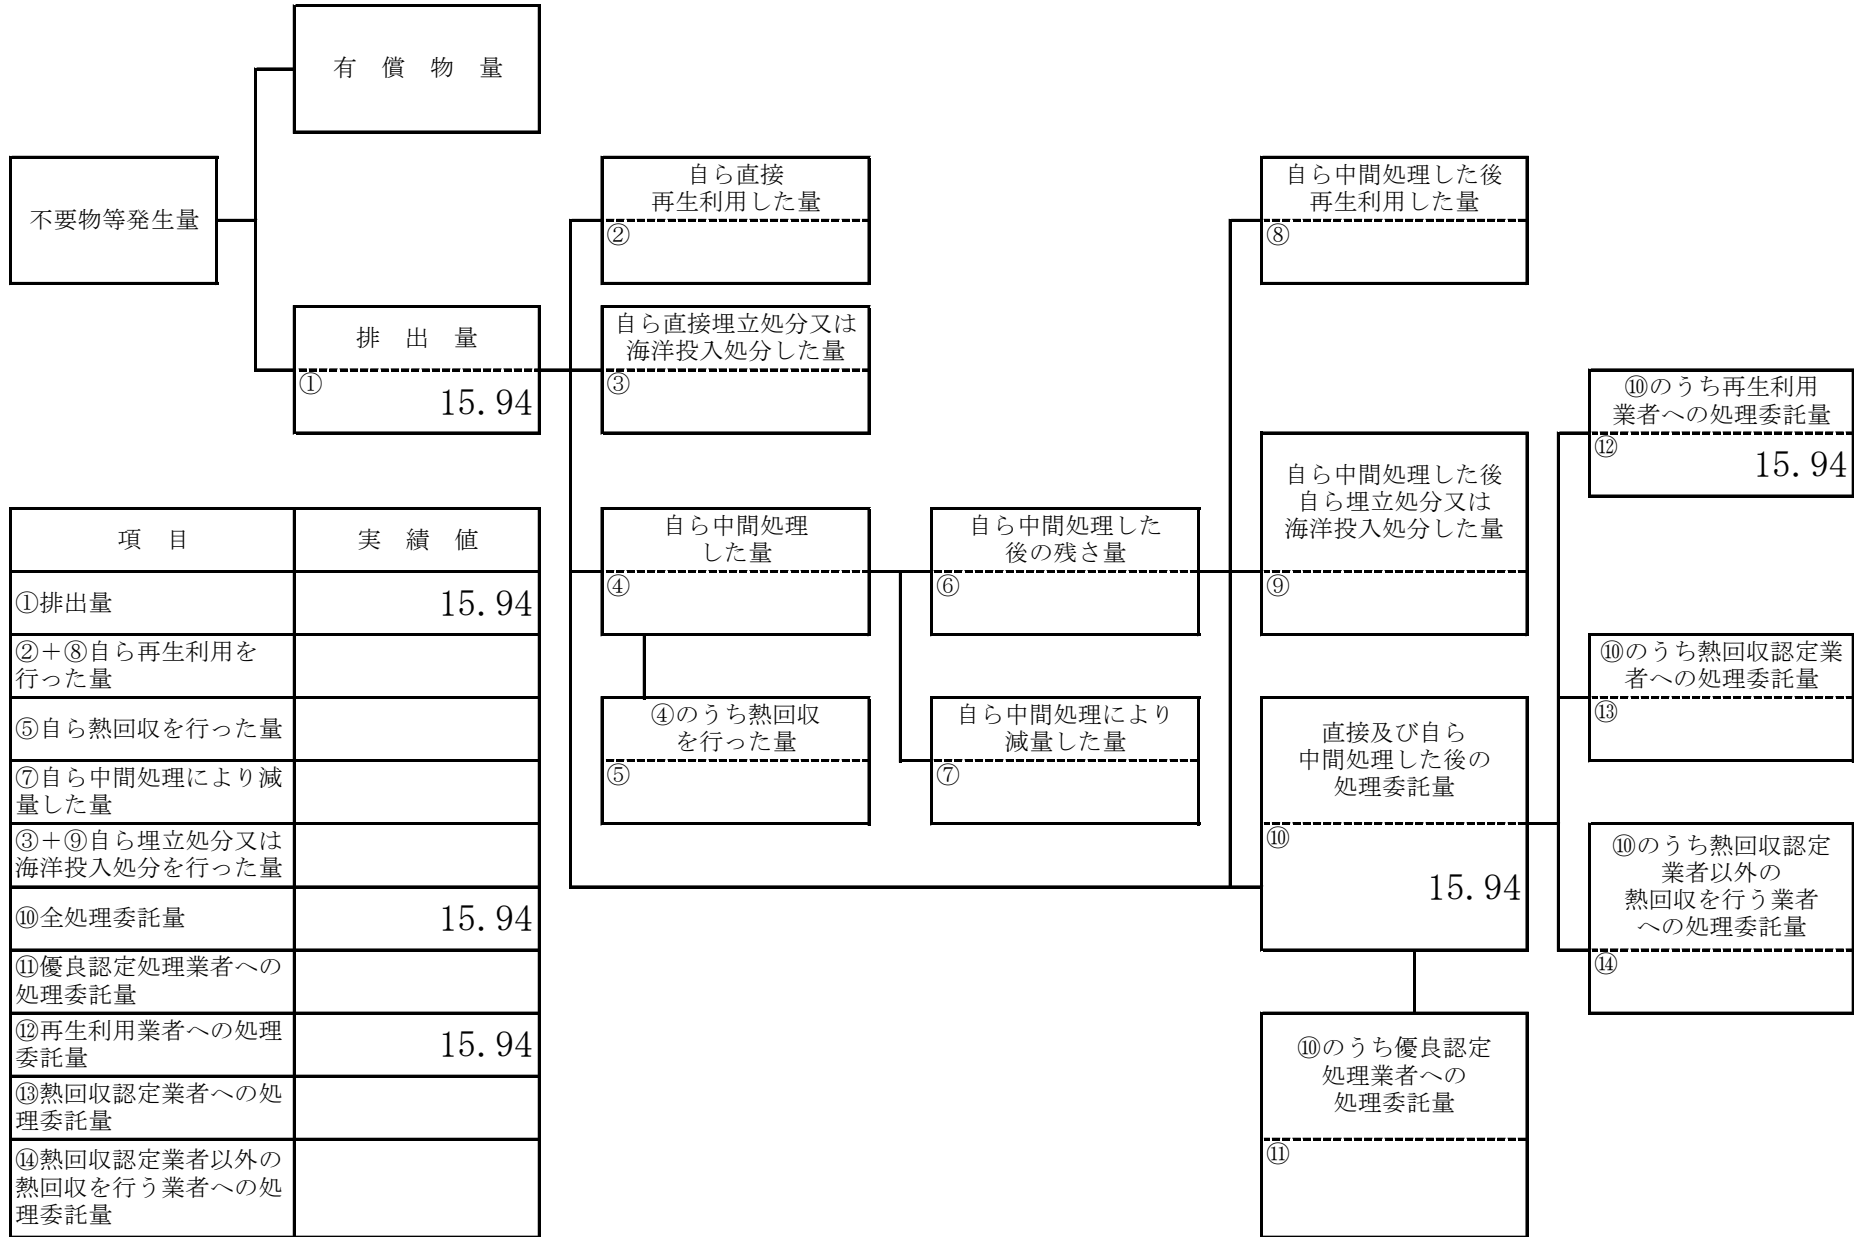 有　償　物　量
不要物等発生量
排　出　量
①
15.94
自ら直接
再生利用した量
②
自ら直接埋立処分又は
海洋投入処分した量
③
自ら中間処理
した量
④
④のうち熱回収
を行った量
⑤
自ら中間処理した
後の残さ量
⑥
自ら中間処理により
減量した量
⑦
自ら中間処理した後
再生利用した量
⑧
自ら中間処理した後
自ら埋立処分又は
海洋投入処分した量
⑨
直接及び自ら
中間処理した後の
処理委託量
⑩
15.94
⑩のうち優良認定
処理業者への
処理委託量
⑪
⑩のうち再生利用
業者への処理委託量
⑫
15.94
⑩のうち熱回収認定業
者への処理委託量
⑬
⑩のうち熱回収認定
業者以外の
熱回収を行う業者
への処理委託量
⑭
項　目　実　績　値
①排出量　15.94
②＋⑧自ら再生利用を
行った量
⑤自ら熱回収を行った量
⑦自ら中間処理により減
量した量
③＋⑨自ら埋立処分又は
海洋投入処分を行った量
⑩全処理委託量　15.94
⑪優良認定処理業者への
処理委託量
⑫再生利用業者への処理
委託量　15.94
⑬熱回収認定業者への処
理委託量
⑭熱回収認定業者以外の
熱回収を行う業者への処
理委託量